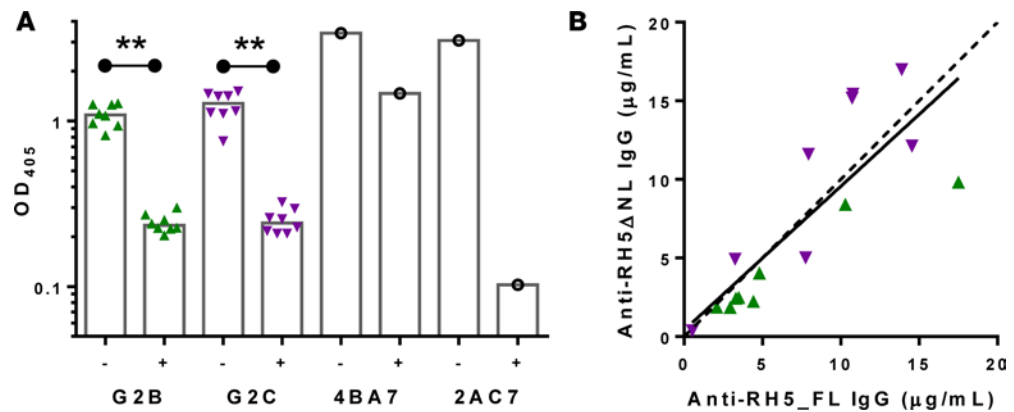 A
OD405
1
0.1
** **
- + - + - + - +
G2B G2C 4BA7 2AC7
B
Anti-RH5ΔNL IgG (µg/mL)
20
15
10
5
0
0 5 10 15 20
Anti-RH5_FL IgG (µg/mL)